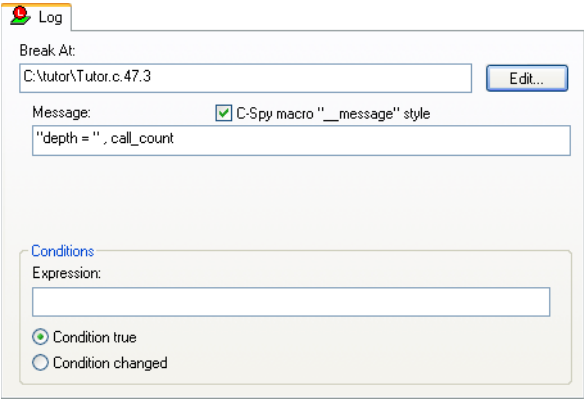 Log
Break At:
C:\tutor\Tutor.c.47.3
Edit...
Message:
C-Spy macro "__message" style
"depth = " , call_count
Conditions
Expression:
Condition true
Condition changed